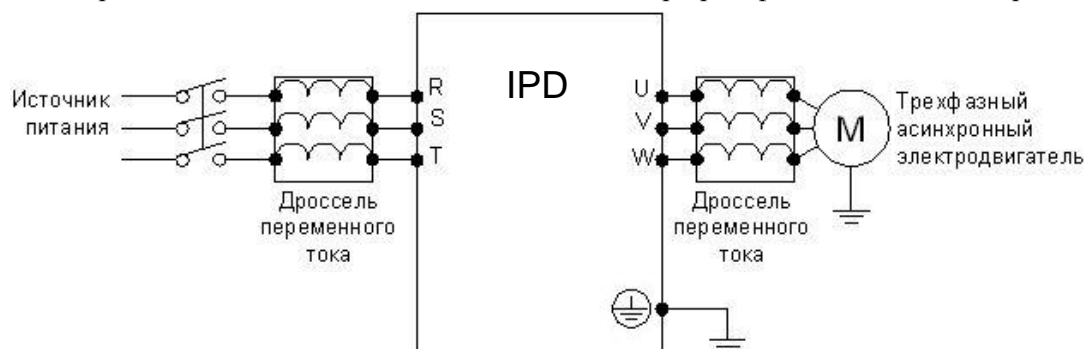 IPD
R
S
T
U
V
W
Источник
питания
Дроссель
переменного
тока
Дроссель
переменного
тока
M
Трехфазный
асинхронный
электродвигатель